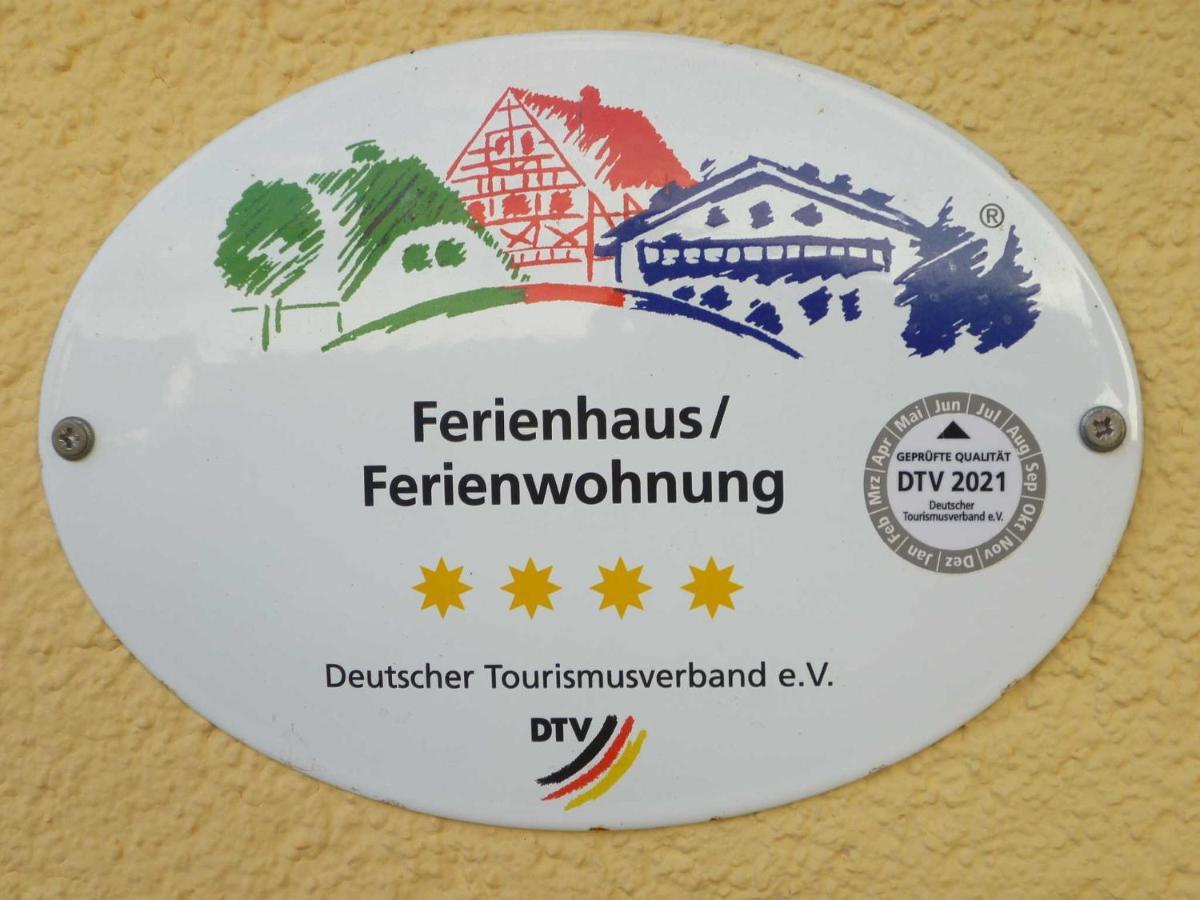 ®
Ferienhaus/
Ferienwohnung
Jan Feb Mrz Apr Mai Jun Jul Aug Sep Okt Nov Dez
GEPRÜFTE QUALITÄT
DTV 2021
Deutscher
Tourismusverband e.V.
Deutscher Tourismusverband e.V.
DTV